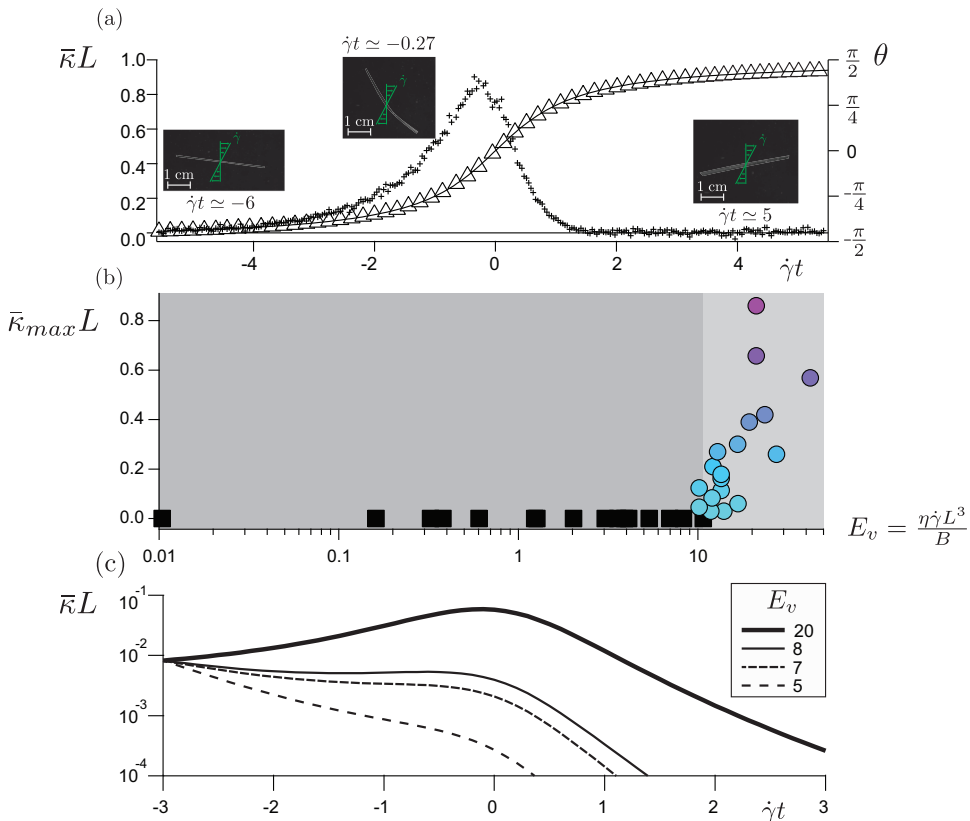 (a)
κ̄L
γ̇t ≃ −0.27
θ
1.0
0.8
0.6
0.4
0.2
0.0
π/2
π/4
0
-π/4
-π/2
γ̇
1 cm
γ̇t ≃ −6
γ̇
1 cm
γ̇
1 cm
γ̇t ≃ 5
-4
-2
0
2
4
γ̇t
(b)
κ̄maxL
0.8
0.6
0.4
0.2
0.0
0.01
0.1
1
10
Ev = ηγ̇L³/B
(c)
κ̄L
10⁻¹
10⁻²
10⁻³
10⁻⁴
Ev
20
8
7
5
-3
-2
-1
0
1
2
3
γ̇t